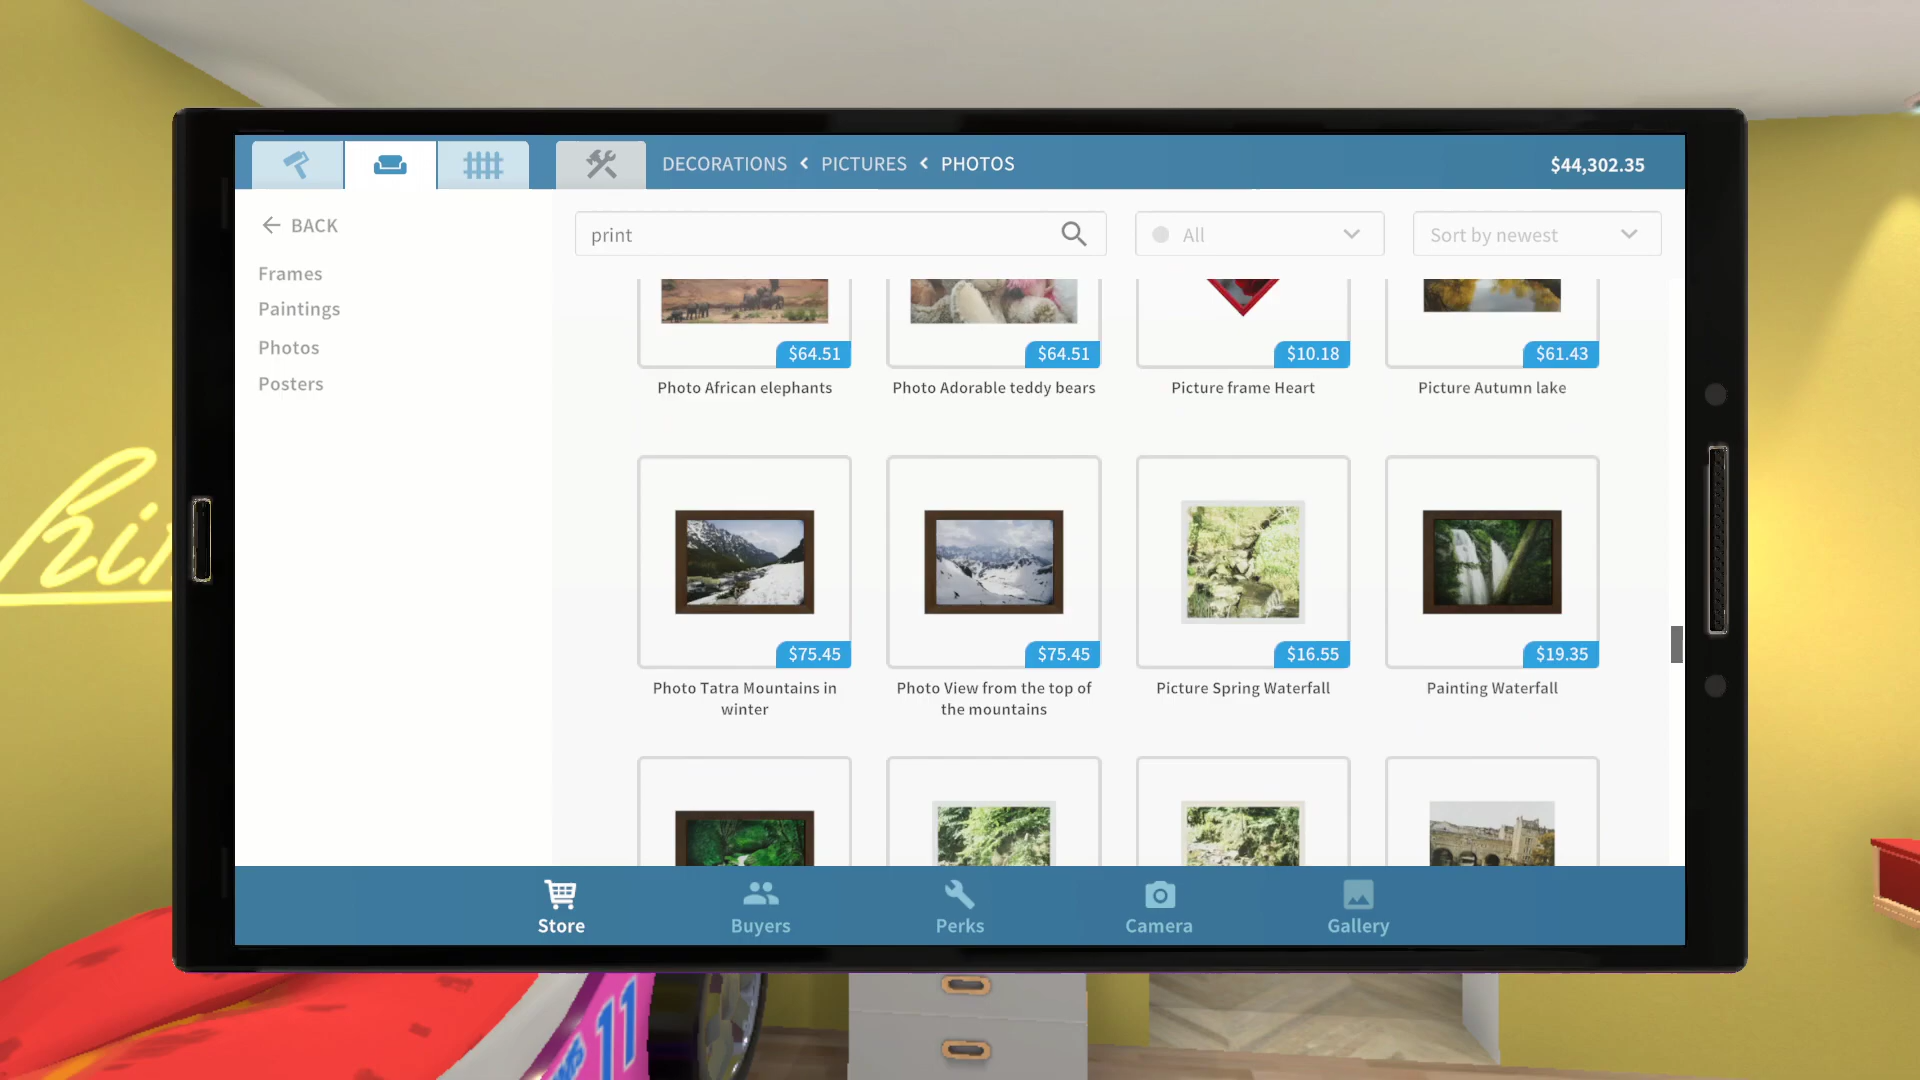 DECORATIONS < PICTURES < PHOTOS
$44,302.35
BACK
print
All
Sort by newest
Frames
Paintings
Photos
Posters
$64.51
$64.51
$10.18
$61.43
Photo African elephants
Photo Adorable teddy bears
Picture frame Heart
Picture Autumn lake
$75.45
$75.45
$16.55
$19.35
Photo Tatra Mountains in
winter
Photo View from the top of
the mountains
Picture Spring Waterfall
Painting Waterfall
Store
Buyers
Perks
Camera
Gallery
11